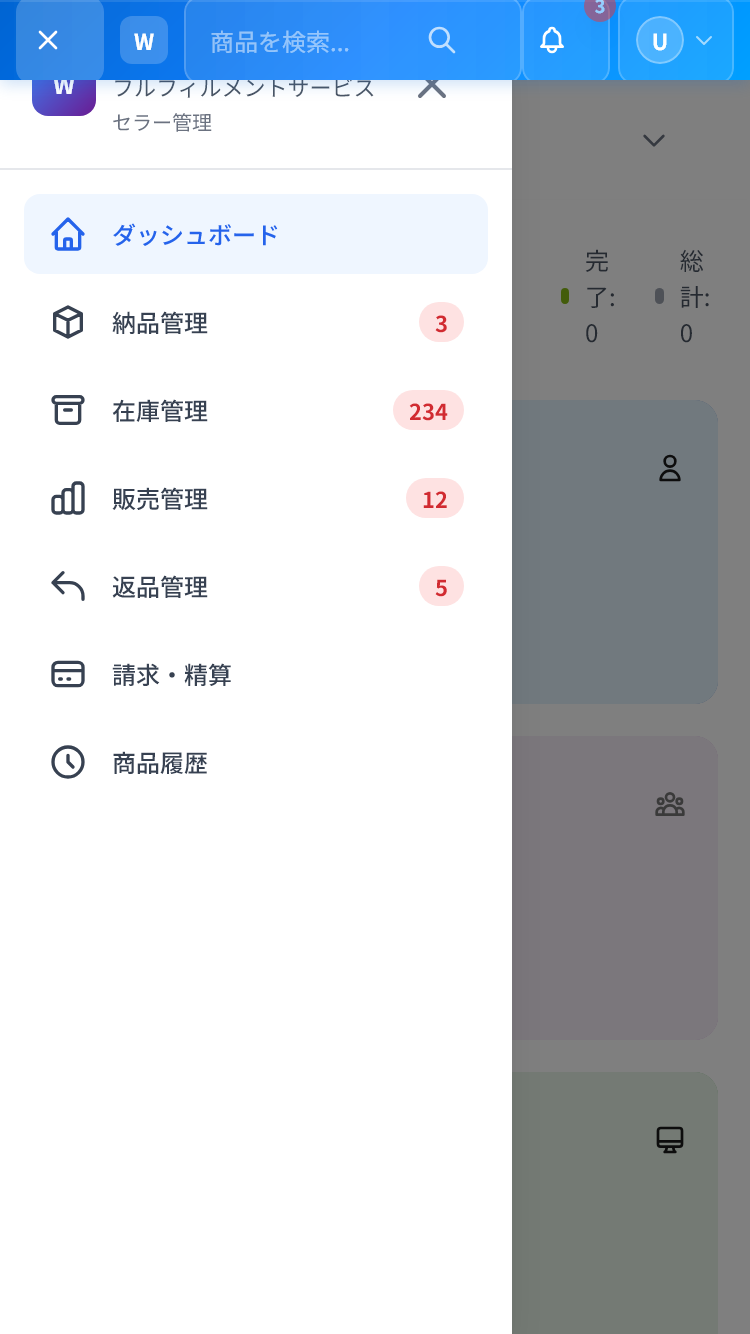 W
商品を検索...
3
U
W
フルフィルメントサービス
セラー管理
ダッシュボード
納品管理
3
在庫管理
234
販売管理
12
返品管理
5
請求・精算
商品履歴
完
了:
0
総
計:
0